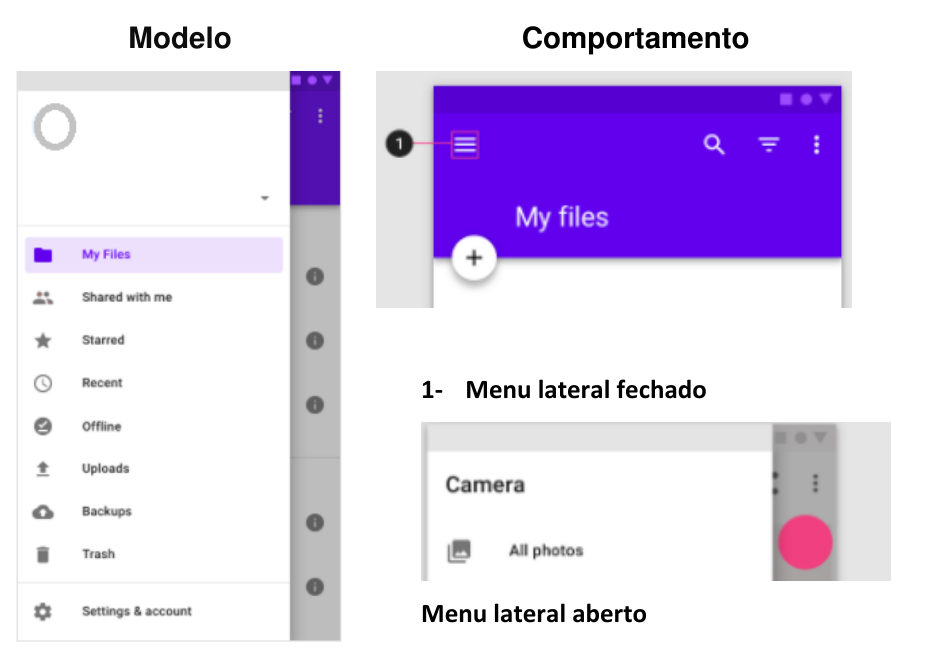 Modelo
My Files
Shared with me
Starred
Recent
Offline
Uploads
Backups
Trash
Settings & account
Comportamento
1
My files
1- Menu lateral fechado
Camera
All photos
Menu lateral aberto